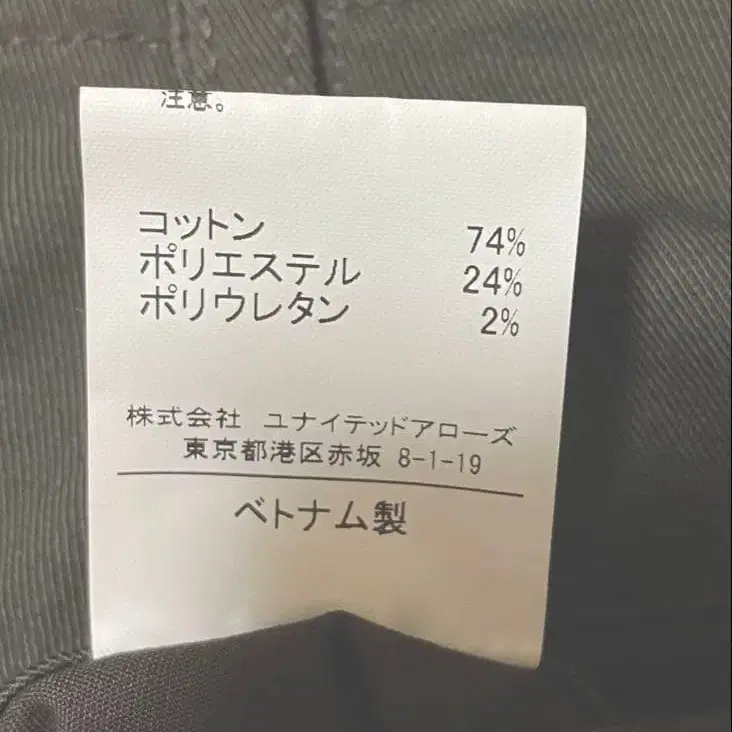 注意。
コットン 74%
ポリエステル 24%
ポリウレタン 2%
株式会社 ユナイテッドアローズ
東京都港区赤坂 8-1-19
ベトナム製